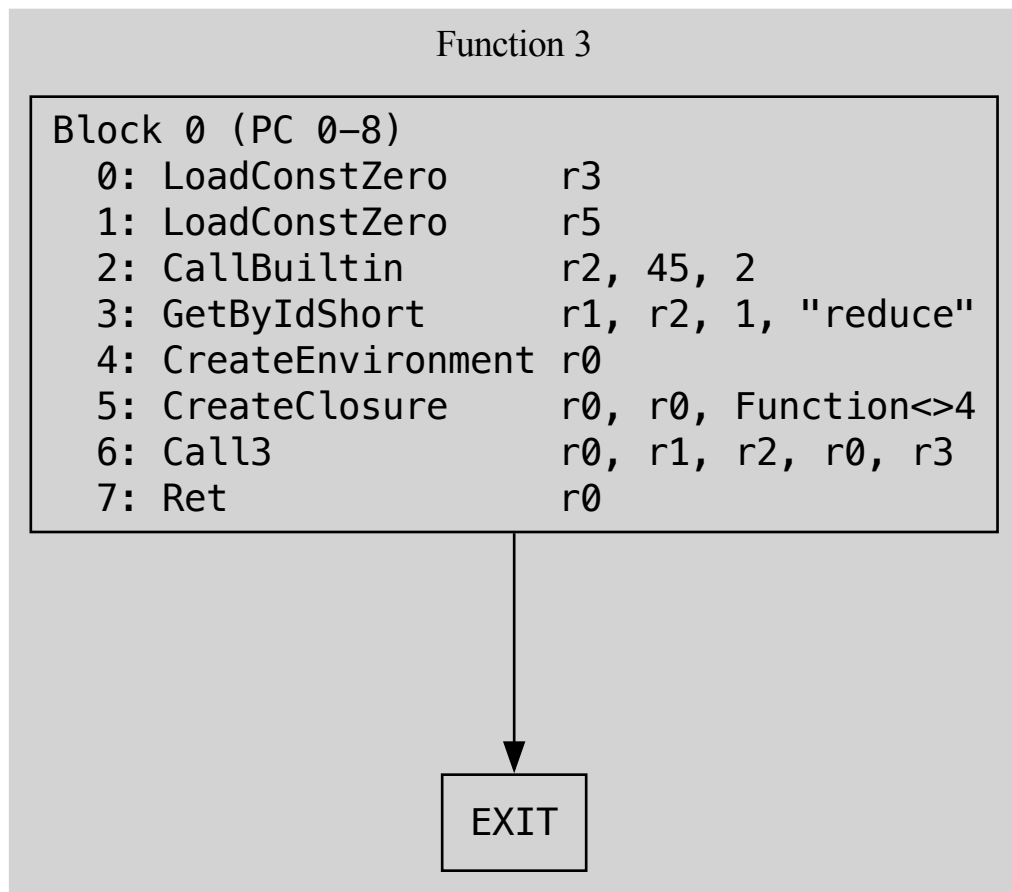 Function 3
Block 0 (PC 0–8)
0: LoadConstZero r3
1: LoadConstZero r5
2: CallBuiltin r2, 45, 2
3: GetByIdShort r1, r2, 1, "reduce"
4: CreateEnvironment r0
5: CreateClosure r0, r0, Function<>4
6: Call3 r0, r1, r2, r0, r3
7: Ret r0
EXIT